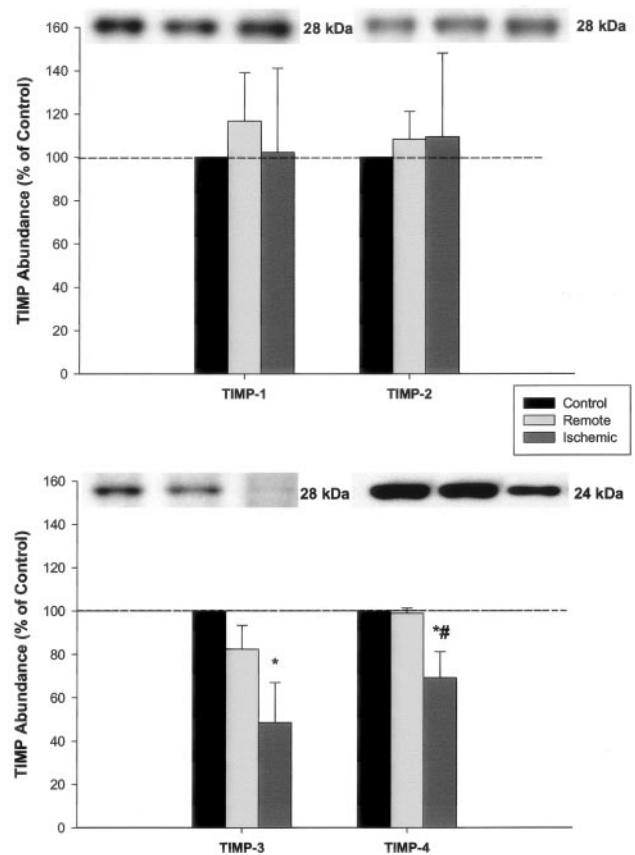 160
140
120
100
80
60
40
20
0
TIMP Abundance (% of Control)
28 kDa
28 kDa
TIMP-1
TIMP-2
Control
Remote
Ischemic
160
140
120
100
80
60
40
20
0
TIMP Abundance (% of Control)
28 kDa
24 kDa
*
*#
TIMP-3
TIMP-4